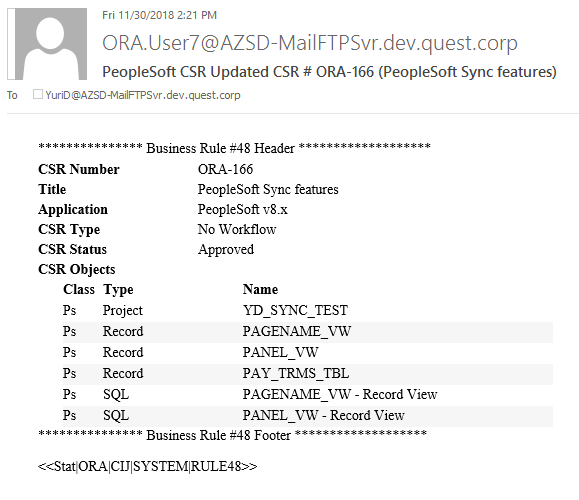 Fri 11/30/2018 2:21 PM
ORA.User7@AZSD-MailFTPSvr.dev.quest.corp
PeopleSoft CSR Updated CSR # ORA-166 (PeopleSoft Sync features)
To YuriD@AZSD-MailFTPSvr.dev.quest.corp
*************** Business Rule #48 Header *******************
CSR Number ORA-166
Title PeopleSoft Sync features
Application PeopleSoft v8.x
CSR Type No Workflow
CSR Status Approved
CSR Objects
Class Type Name
Ps Project YD_SYNC_TEST
Ps Record PAGENAME_VW
Ps Record PANEL_VW
Ps Record PAY_TRMS_TBL
Ps SQL PAGENAME_VW - Record View
Ps SQL PANEL_VW - Record View
*************** Business Rule #48 Footer *******************
<<Stat|ORA|CIJ|SYSTEM|RULE48>>